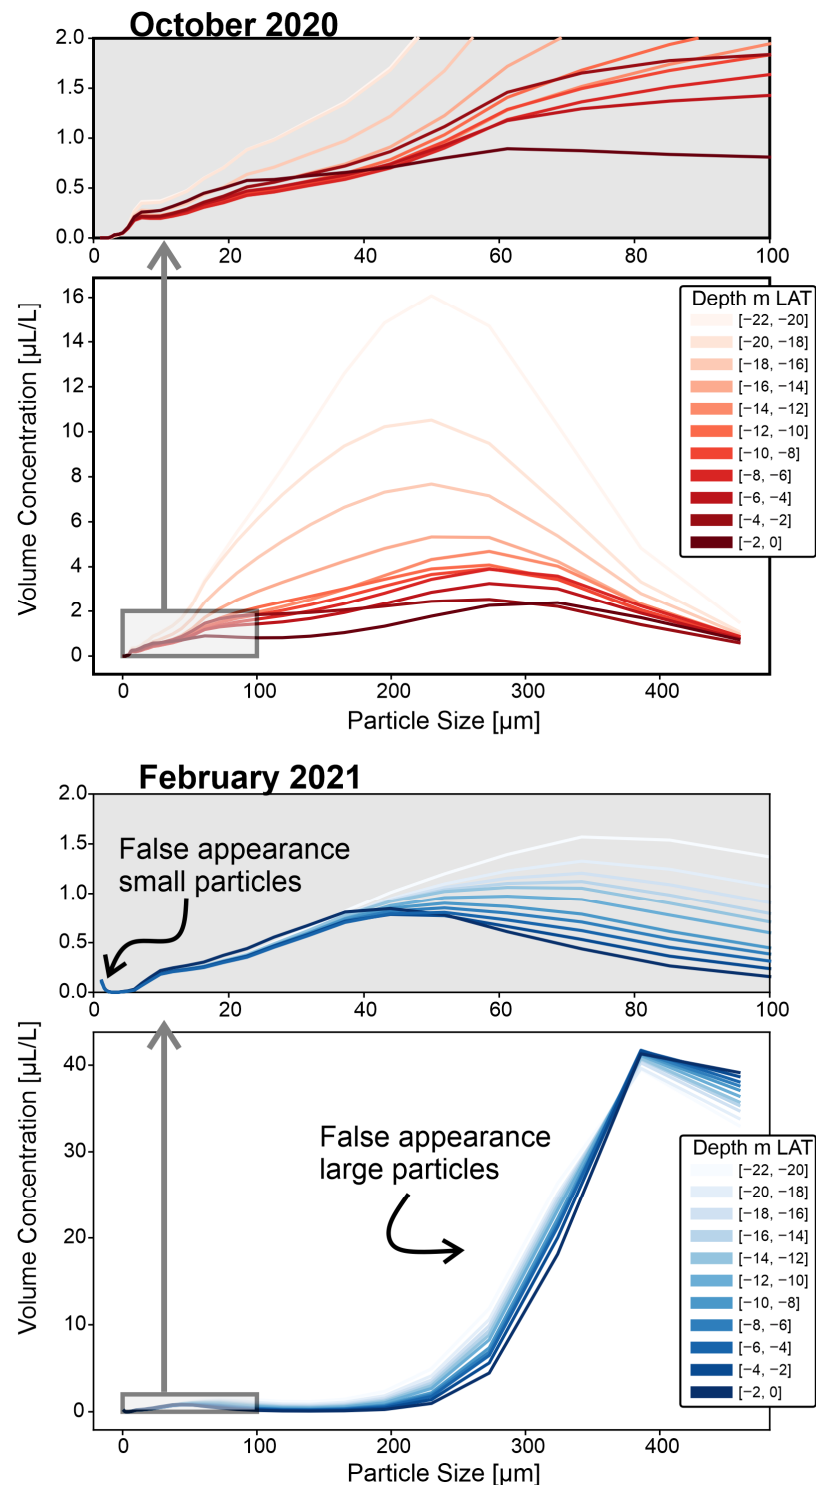 October 2020
2.0
1.5
1.0
0.5
0.0
0 20 40 60 80 100
Volume Concentration [µL/L]
16
14
12
10
8
6
4
2
0
Depth m LAT
[−22, −20]
[−20, −18]
[−18, −16]
[−16, −14]
[−14, −12]
[−12, −10]
[−10, −8]
[−8, −6]
[−6, −4]
[−4, −2]
[−2, 0]
0 100 200 300 400
Particle Size [µm]
February 2021
2.0
1.5
1.0
0.5
0.0
False appearance
small particles
0 20 40 60 80 100
Volume Concentration [µL/L]
40
30
20
10
0
False appearance
large particles
Depth m LAT
[−22, −20]
[−20, −18]
[−18, −16]
[−16, −14]
[−14, −12]
[−12, −10]
[−10, −8]
[−8, −6]
[−6, −4]
[−4, −2]
[−2, 0]
0 100 200 300 400
Particle Size [µm]